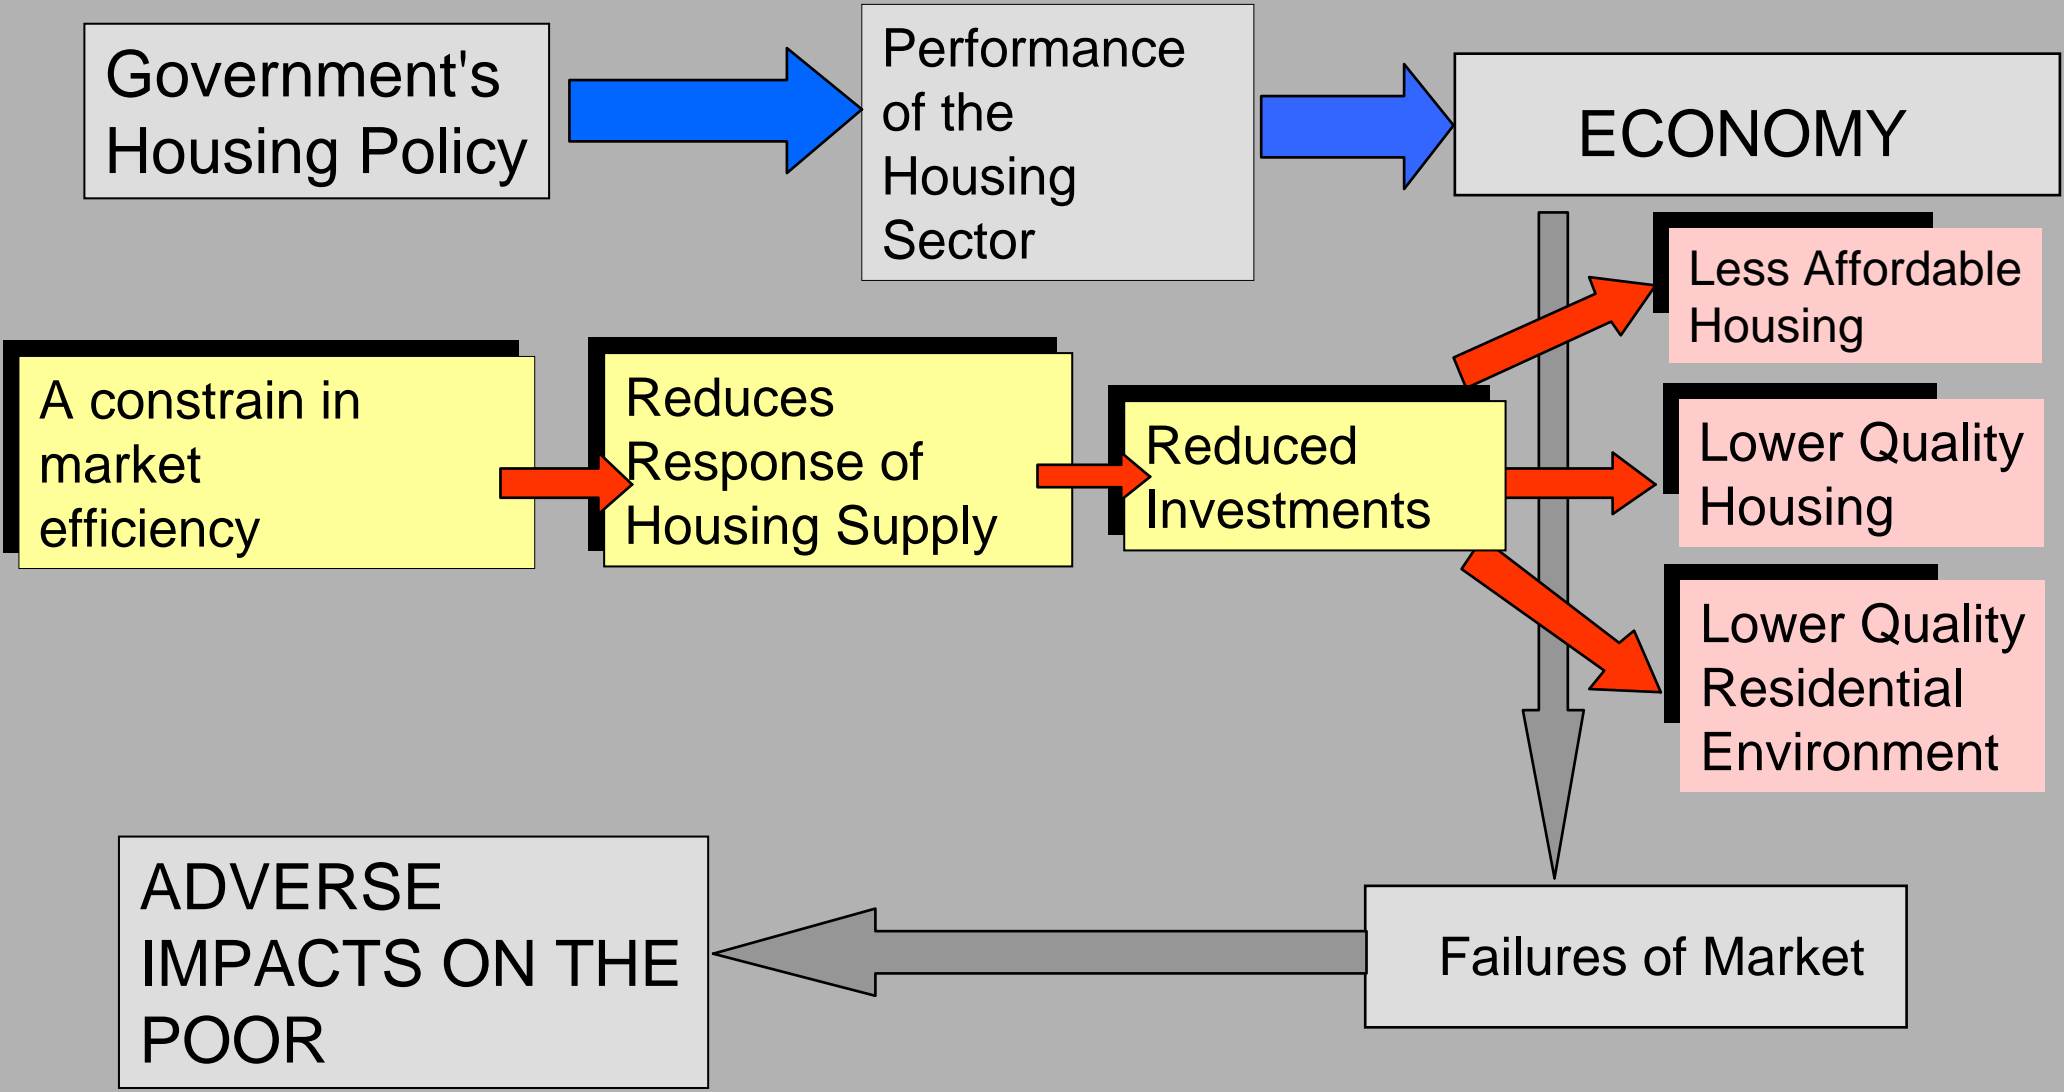 Government's
Housing Policy
Performance
of the
Housing
Sector
ECONOMY
Less Affordable
Housing
A constrain in
market
efficiency
Reduces
Response of
Housing Supply
Reduced
Investments
Lower Quality
Housing
Lower Quality
Residential
Environment
ADVERSE
IMPACTS ON THE
POOR
Failures of Market